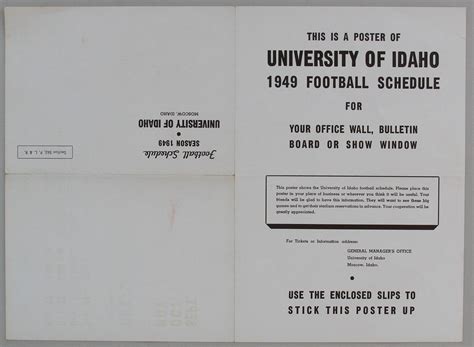 THIS IS A POSTER OF
UNIVERSITY OF IDAHO
1949 FOOTBALL SCHEDULE
FOR
YOUR OFFICE WALL, BULLETIN
BOARD OR SHOW WINDOW
This poster shows the University of Idaho football schedule. Please place this
poster in your place of business or wherever you think it will be useful. Your
friends will be glad to have this information. They will want to see these big
games and to get their stadium reservations in advance. Your cooperation will be
greatly appreciated.
For Tickets or Information address:
GENERAL MANAGER'S OFFICE
University of Idaho
Moscow, Idaho.
USE THE ENCLOSED SLIPS TO
STICK THIS POSTER UP
Football Schedule
SEASON 1949
UNIVERSITY OF IDAHO
MOSCOW, IDAHO
Section 562, P. L. & R.